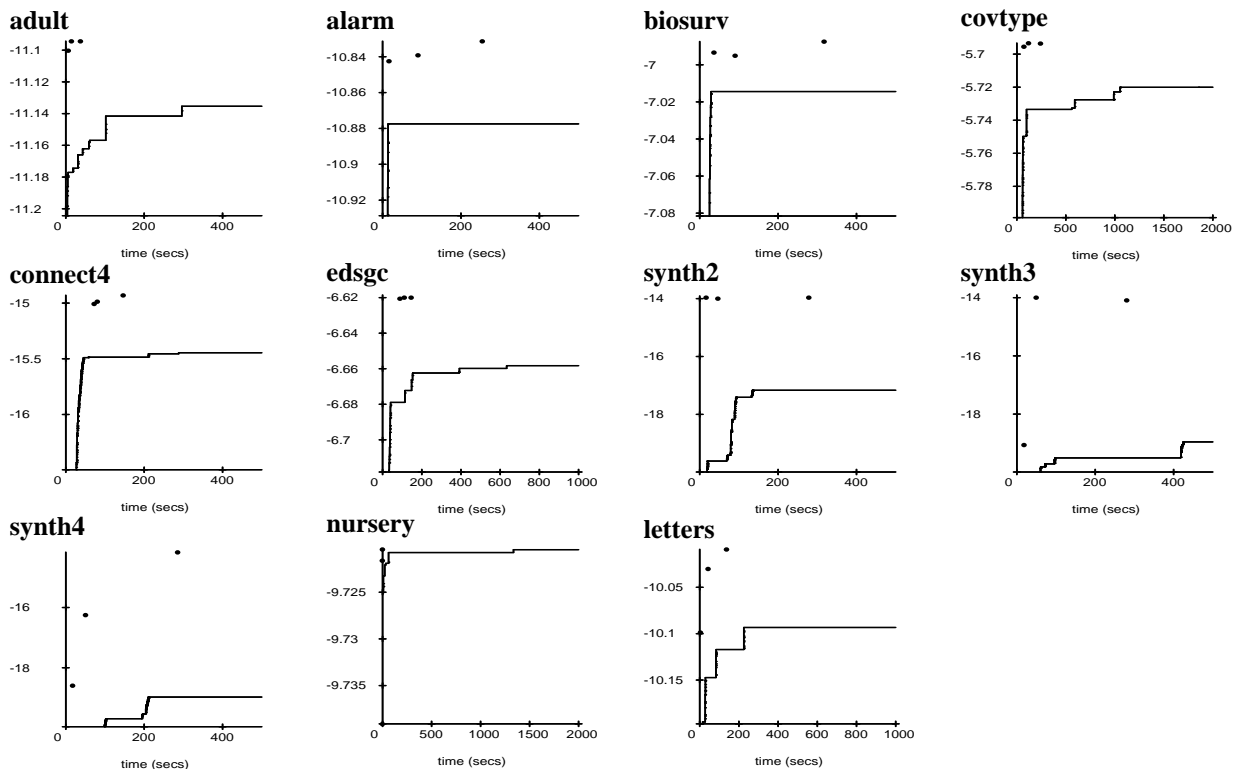 adult
alarm
biosurv
covtype
-11.1
-11.12
-11.14
-11.16
-11.18
-11.2
0 200 400
time (secs)
-10.84
-10.86
-10.88
-10.9
-10.92
0 200 400
time (secs)
-7
-7.02
-7.04
-7.06
-7.08
0 200 400
time (secs)
-5.7
-5.72
-5.74
-5.76
-5.78
0 500 1000 1500 2000
time (secs)
connect4
edsgc
synth2
synth3
-15
-15.5
-16
0 200 400
time (secs)
-6.62
-6.64
-6.66
-6.68
-6.7
0 200 400 600 800 1000
time (secs)
-14
-16
-18
0 200 400
time (secs)
-14
-16
-18
0 200 400
time (secs)
synth4
nursery
letters
-16
-18
0 200 400
time (secs)
-9.725
-9.73
-9.735
0 500 1000 1500 2000
time (secs)
-10.05
-10.1
-10.15
0 200 400 600 800 1000
time (secs)